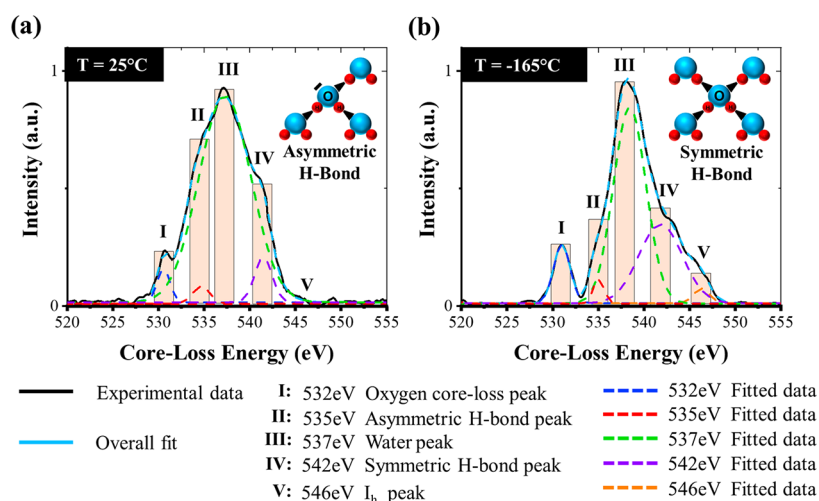 (a)
T = 25°C
I
II
III
IV
V
O
H
H
Asymmetric
H-Bond
Intensity (a.u.)
1
0
520 525 530 535 540 545 550 555
Core-Loss Energy (eV)
(b)
T = -165°C
I
II
III
IV
V
O
H
H
Symmetric
H-Bond
Intensity (a.u.)
1
0
520 525 530 535 540 545 550 555
Core-Loss Energy (eV)
Experimental data
Overall fit
I: 532eV Oxygen core-loss peak
II: 535eV Asymmetric H-bond peak
III: 537eV Water peak
IV: 542eV Symmetric H-bond peak
V: 546eV Ih peak
532eV Fitted data
535eV Fitted data
537eV Fitted data
542eV Fitted data
546eV Fitted data